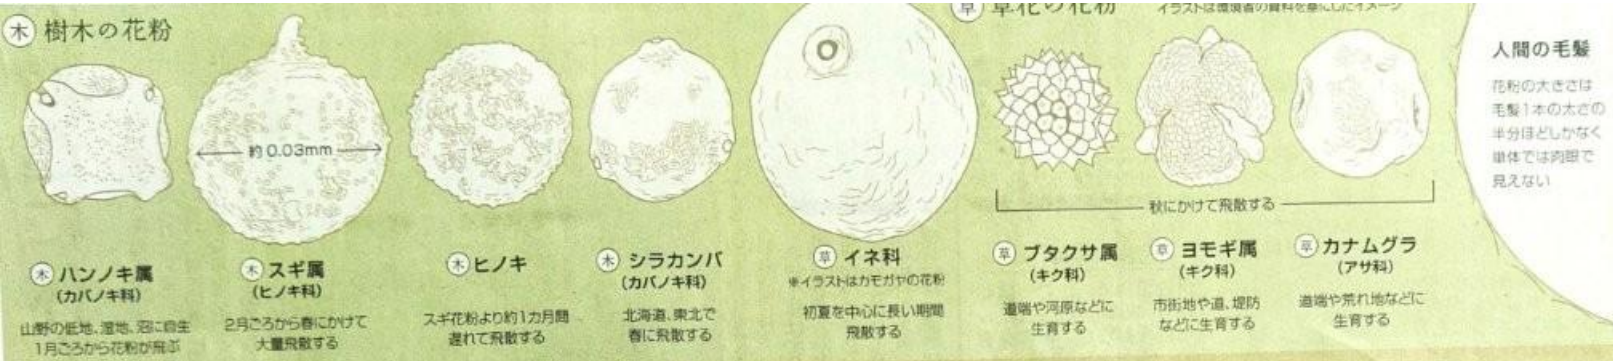 木 樹木の花粉
約0.03mm
木 ハンノキ属
(カバノキ科)
山野の低地、湿地、沼に自生
1月ごろから花粉が飛ぶ
木 スギ属
(ヒノキ科)
2月ごろから春にかけて
大量飛散する
木 ヒノキ
スギ花粉より約1カ月間
遅れて飛散する
木 シラカンバ
(カバノキ科)
北海道、東北で
春に飛散する
草 草花の花粉
イラストは環境省の資料を基にしたイメージ
草 イネ科
※イラストはカモガヤの花粉
初夏を中心に長い期間
飛散する
秋にかけて飛散する
草 ブタクサ属
(キク科)
道端や河原などに
生育する
草 ヨモギ属
(キク科)
市街地や道、堤防
などに生育する
草 カナムグラ
(アサ科)
道端や荒れ地などに
生育する
人間の毛髪
花粉の大きさは
毛髪1本の太さの
半分ほどしかなく
単体では肉眼で
見えない